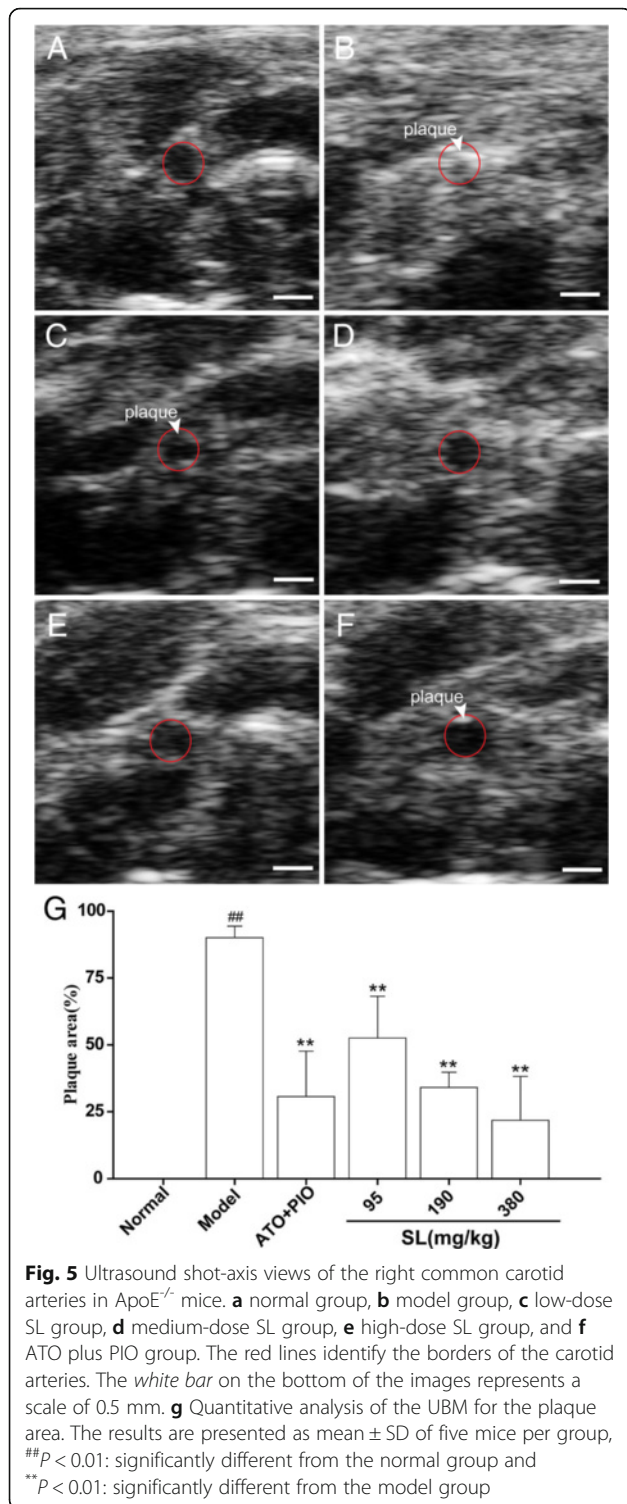 A
B
plaque
C
plaque
D
E
F
plaque
G
100
75
50
25
0
Plaque area(%)
##
**
**
**
**
Normal
Model
ATO+PIO
95
190
380
SL(mg/kg)
Fig. 5 Ultrasound shot-axis views of the right common carotid
arteries in ApoE-/- mice. a normal group, b model group, c low-dose
SL group, d medium-dose SL group, e high-dose SL group, and f
ATO plus PIO group. The red lines identify the borders of the carotid
arteries. The white bar on the bottom of the images represents a
scale of 0.5 mm. g Quantitative analysis of the UBM for the plaque
area. The results are presented as mean ± SD of five mice per group,
##P < 0.01: significantly different from the normal group and
**P < 0.01: significantly different from the model group